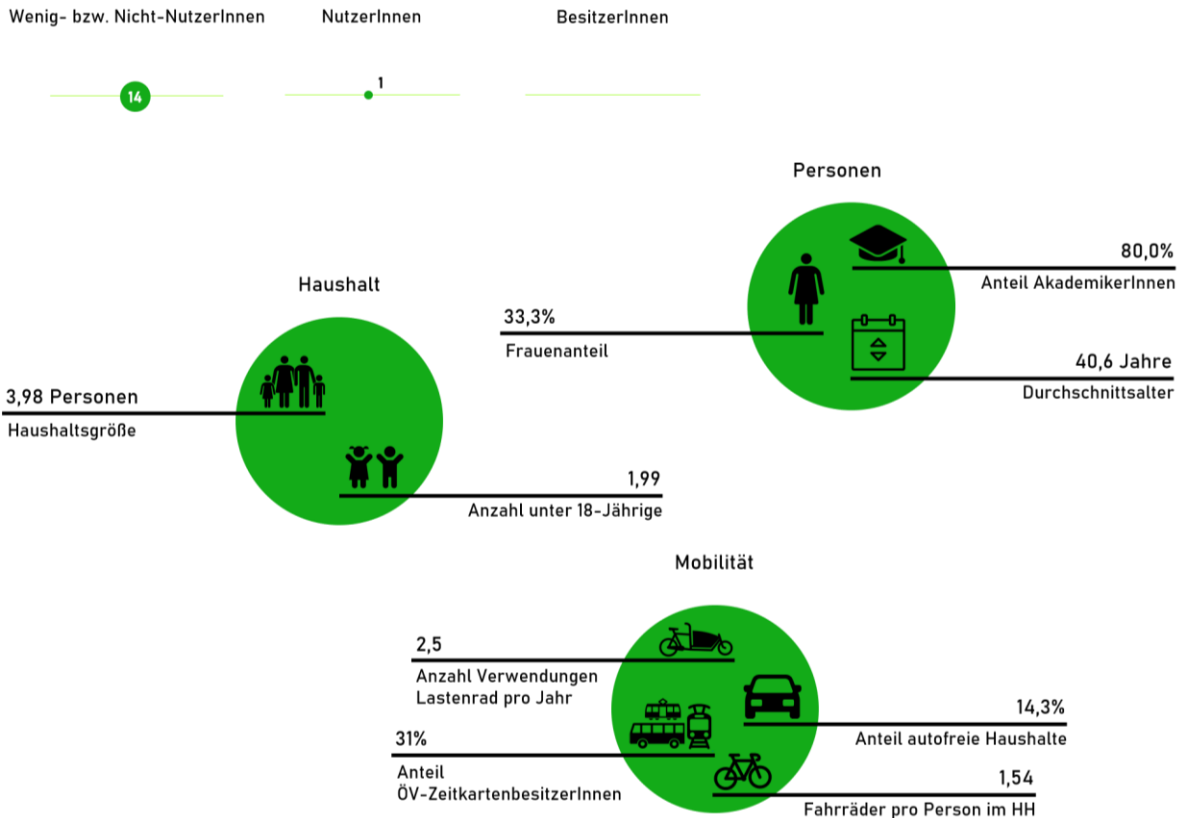 Wenig- bzw. Nicht-NutzerInnen
NutzerInnen
BesitzerInnen
14
1
Personen
80,0%
Anteil AkademikerInnen
33,3%
Frauenanteil
40,6 Jahre
Durchschnittsalter
Haushalt
3,98 Personen
Haushaltsgröße
1,99
Anzahl unter 18-Jährige
Mobilität
2,5
Anzahl Verwendungen
Lastenrad pro Jahr
14,3%
Anteil autofreie Haushalte
31%
Anteil
ÖV-ZeitkartenbesitzerInnen
1,54
Fahrräder pro Person im HH